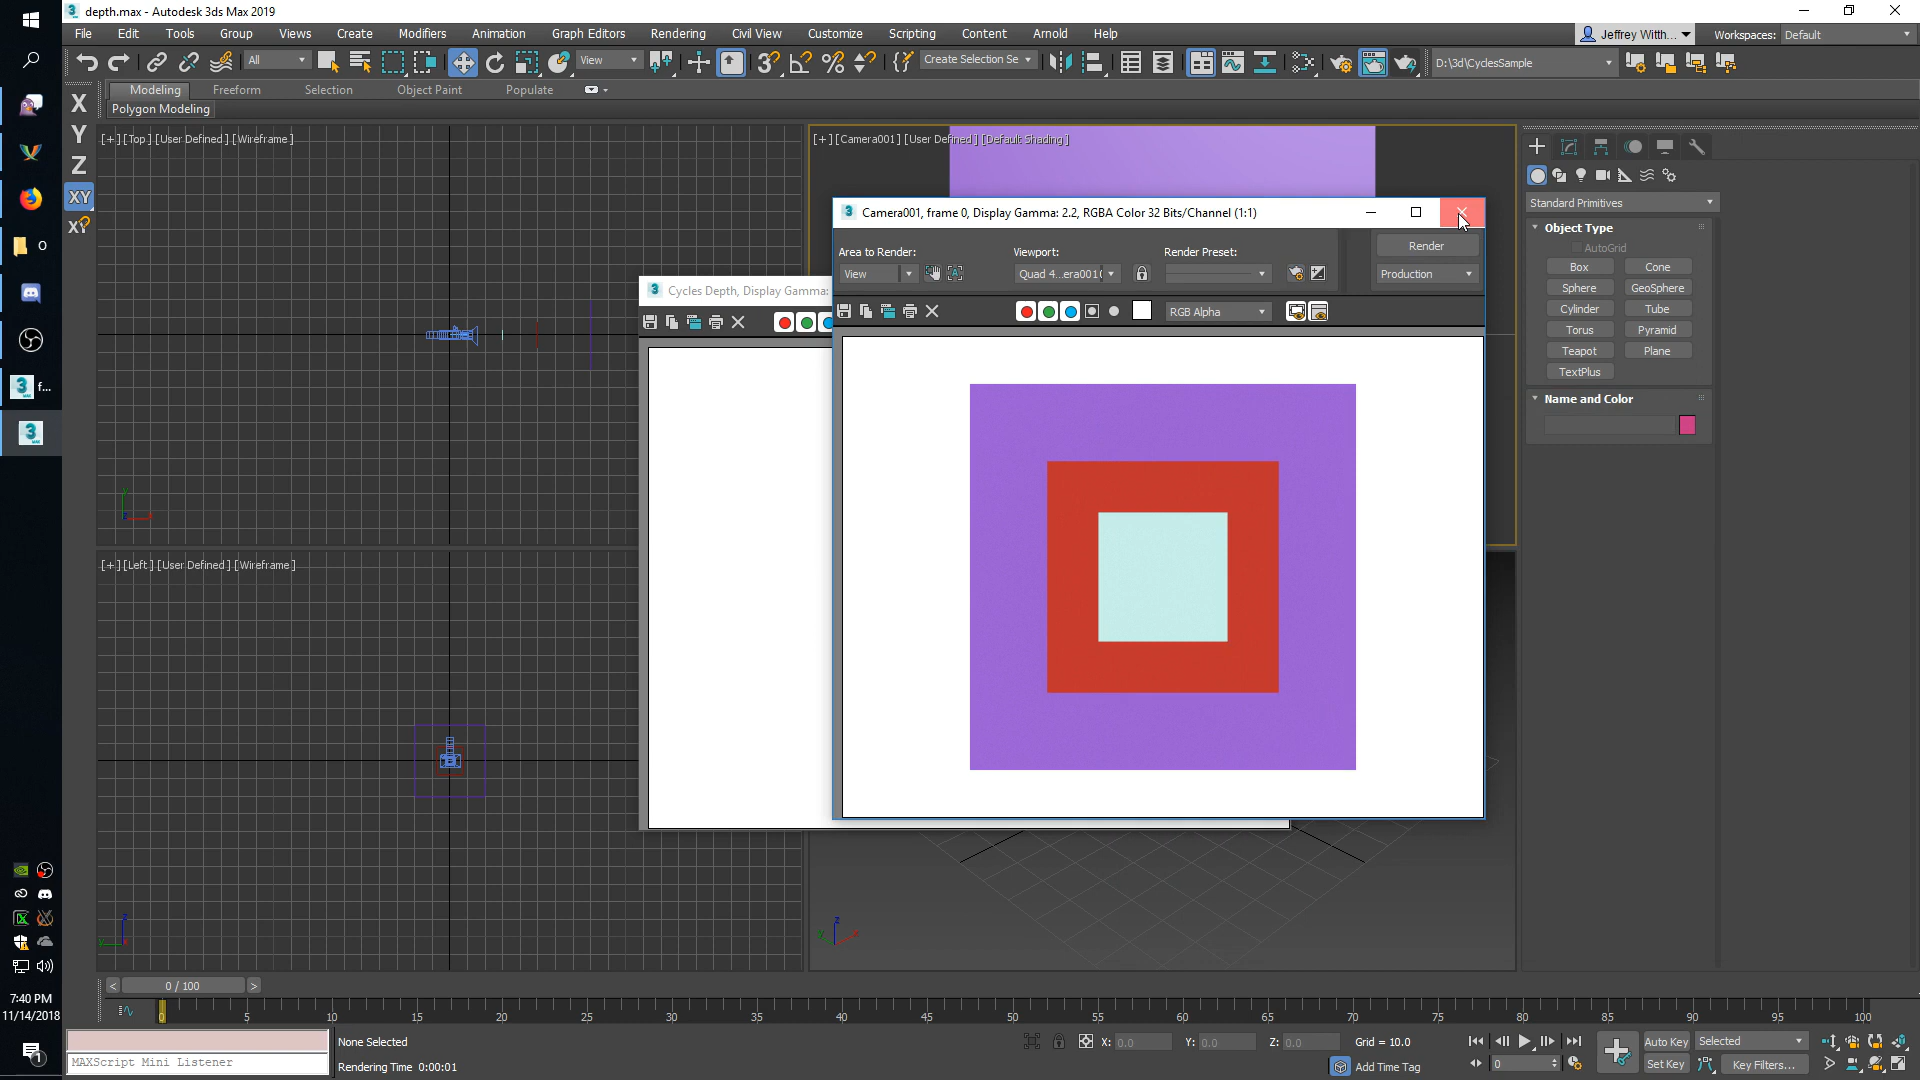 depth.max - Autodesk 3ds Max 2019
File Edit Tools Group Views Create Modifiers Animation Graph Editors Rendering Civil View Customize Scripting Content Arnold Help
Jeffrey Witth... Workspaces: Default
All View Create Selection Se D:\3d\CyclesSample
Modeling Freeform Selection Object Paint Populate
Polygon Modeling
X
Y
Z
XY
XY
[+] [Top] [User Defined] [Wireframe]
[+] [Camera001] [User Defined] [Default Shading]
Camera001, frame 0, Display Gamma: 2.2, RGBA Color 32 Bits/Channel (1:1)
Area to Render: Viewport: Render Preset: Render
View Quad 4...era001( Production
RGB Alpha
Cycles Depth, Display Gamma:
Standard Primitives
Object Type
AutoGrid
Box Cone
Sphere GeoSphere
Cylinder Tube
Torus Pyramid
Teapot Plane
TextPlus
Name and Color
O
f...
[+] [Left] [User Defined] [Wireframe]
y x
z y x
z y x
< 0 / 100 >
0 5 10 15 20 25 30 35 40 45 50 55 60 65 70 75 80 85 90 95 100
7:40 PM
11/14/2018
1
None Selected X: 0.0 Y: 0.0 Z: 0.0 Grid = 10.0 Auto Key Selected
MAXScript Mini Listener Rendering Time 0:00:01 Add Time Tag 0 Set Key Key Filters...